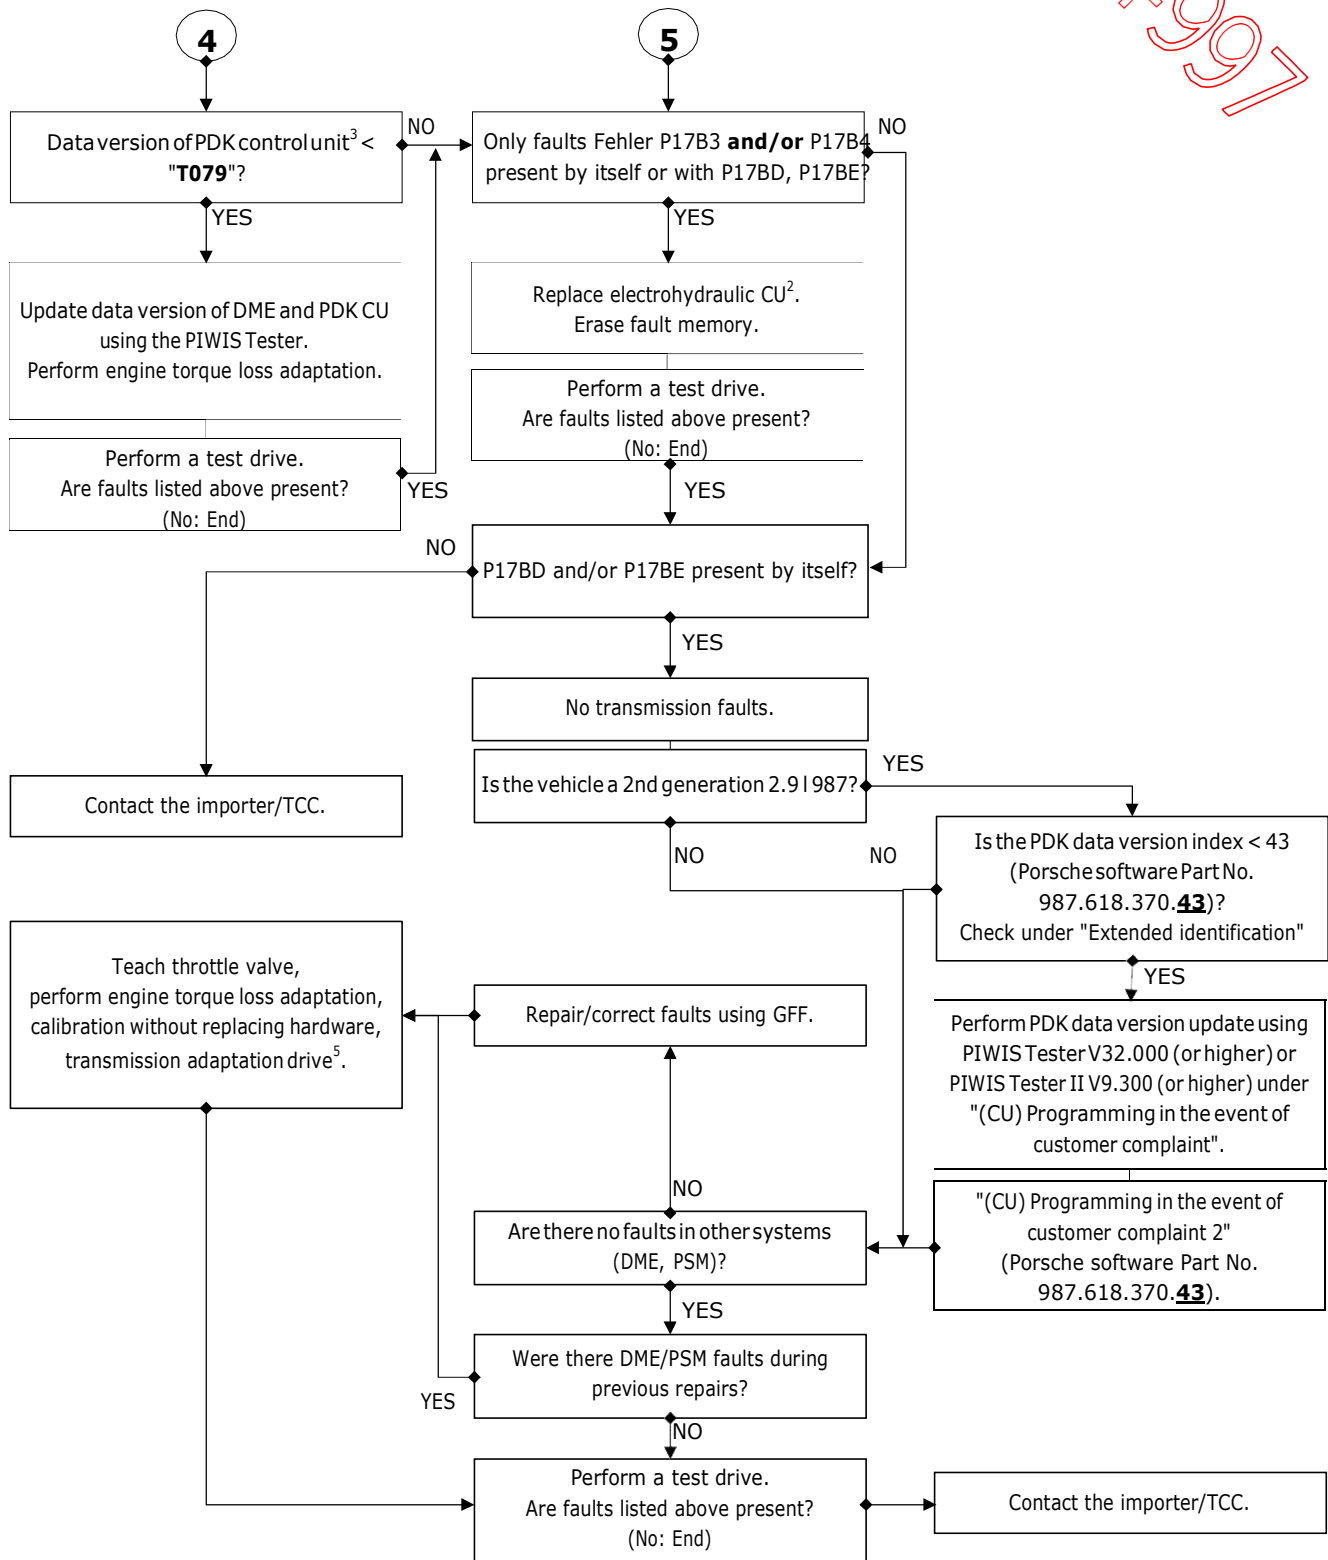 4
5
997
Data version of PDK control unit3 <
"T079"?
NO
YES
Only faults Fehler P17B3 and/or P17B4
present by itself or with P17BD, P17BE?
NO
YES
Update data version of DME and PDK CU
using the PIWIS Tester.
Perform engine torque loss adaptation.
Replace electrohydraulic CU2.
Erase fault memory.
Perform a test drive.
Are faults listed above present?
(No: End)
YES
Perform a test drive.
Are faults listed above present?
(No: End)
YES
NO
P17BD and/or P17BE present by itself?
YES
No transmission faults.
Is the vehicle a 2nd generation 2.9 l 987?
YES
NO
Contact the importer/TCC.
NO
Is the PDK data version index < 43
(Porsche software Part No.
987.618.370.43)?
Check under "Extended identification"
YES
Teach throttle valve,
perform engine torque loss adaptation,
calibration without replacing hardware,
transmission adaptation drive5.
Repair/correct faults using GFF.
Perform PDK data version update using
PIWIS Tester V32.000 (or higher) or
PIWIS Tester II V9.300 (or higher) under
"(CU) Programming in the event of
customer complaint".
NO
Are there no faults in other systems
(DME, PSM)?
YES
"(CU) Programming in the event of
customer complaint 2"
(Porsche software Part No.
987.618.370.43).
Were there DME/PSM faults during
previous repairs?
YES
NO
Perform a test drive.
Are faults listed above present?
(No: End)
Contact the importer/TCC.